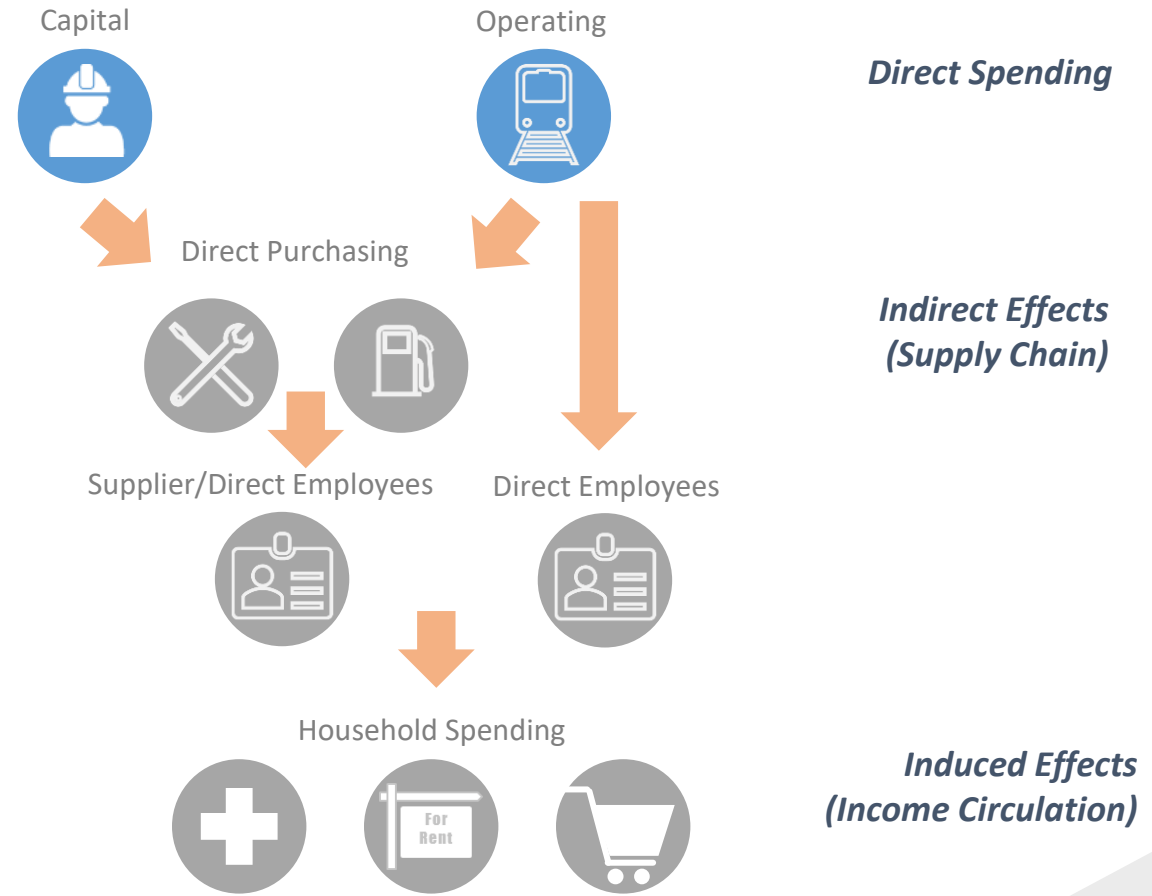 Capital
Operating
Direct Spending
Direct Purchasing
Indirect Effects
(Supply Chain)
Supplier/Direct Employees
Direct Employees
Household Spending
For
Rent
Induced Effects
(Income Circulation)